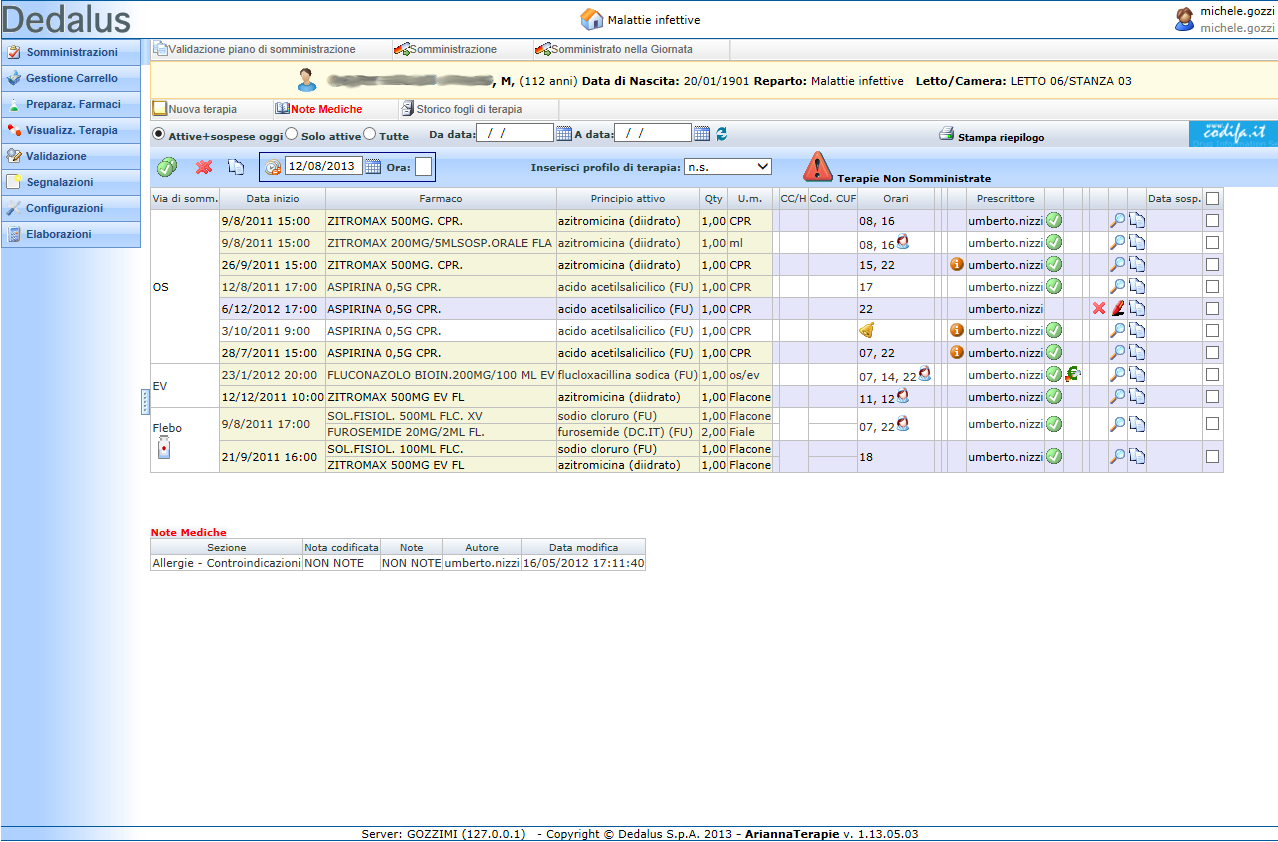 Dedalus
Malattie infettive
michele.gozzi
michele.gozzi
Somministrazioni
Gestione Carrello
Preparaz. Farmaci
Visualizz. Terapia
Validazione
Segnalazioni
Configurazioni
Elaborazioni
Validazione piano di somministrazione Somministrazione Somministrato nella Giornata
, M, (112 anni) Data di Nascita: 20/01/1901 Reparto: Malattie infettive Letto/Camera: LETTO 06/STANZA 03
Nuova terapia Note Mediche Storico fogli di terapia
Attive+sospese oggi Solo attive Tutte Da data: / / A data: / / Stampa riepilogo www.codifa.it
Drug Information S
12/08/2013 Ora: Inserisci profilo di terapia: n.s. Terapie Non Somministrate
Via di somm. Data inizio Farmaco Principio attivo Qty U.m. CC/H Cod. CUF Orari Prescrittore Data sosp.
OS
9/8/2011 15:00 ZITROMAX 500MG. CPR. azitromicina (diidrato) 1,00 CPR 08, 16 umberto.nizzi
9/8/2011 15:00 ZITROMAX 200MG/5MLSOSP.ORALE FLA azitromicina (diidrato) 1,00 ml 08, 16 umberto.nizzi
26/9/2011 15:00 ZITROMAX 500MG. CPR. azitromicina (diidrato) 1,00 CPR 15, 22 umberto.nizzi
12/8/2011 17:00 ASPIRINA 0,5G CPR. acido acetilsalicilico (FU) 1,00 CPR 17 umberto.nizzi
6/12/2012 17:00 ASPIRINA 0,5G CPR. acido acetilsalicilico (FU) 1,00 CPR 22 umberto.nizzi
3/10/2011 9:00 ASPIRINA 0,5G CPR. acido acetilsalicilico (FU) 1,00 CPR umberto.nizzi
28/7/2011 15:00 ASPIRINA 0,5G CPR. acido acetilsalicilico (FU) 1,00 CPR 07, 22 umberto.nizzi
EV
23/1/2012 20:00 FLUCONAZOLO BIOIN.200MG/100 ML EV flucloxacillina sodica (FU) 1,00 os/ev 07, 14, 22 umberto.nizzi
12/12/2011 10:00 ZITROMAX 500MG EV FL azitromicina (diidrato) 1,00 Flacone 11, 12 umberto.nizzi
Flebo
9/8/2011 17:00 SOL.FISIOL. 500ML FLC. XV sodio cloruro (FU) 1,00 Flacone 07, 22 umberto.nizzi
FUROSEMIDE 20MG/2ML FL. furosemide (DC.IT) (FU) 2,00 Fiale
21/9/2011 16:00 SOL.FISIOL. 100ML FLC. sodio cloruro (FU) 1,00 Flacone 18 umberto.nizzi
ZITROMAX 500MG EV FL azitromicina (diidrato) 1,00 Flacone
Note Mediche
Sezione Nota codificata Note Autore Data modifica
Allergie - Controindicazioni NON NOTE NON NOTE umberto.nizzi 16/05/2012 17:11:40
Server: GOZZIMI (127.0.0.1) - Copyright © Dedalus S.p.A. 2013 - AriannaTerapie v. 1.13.05.03